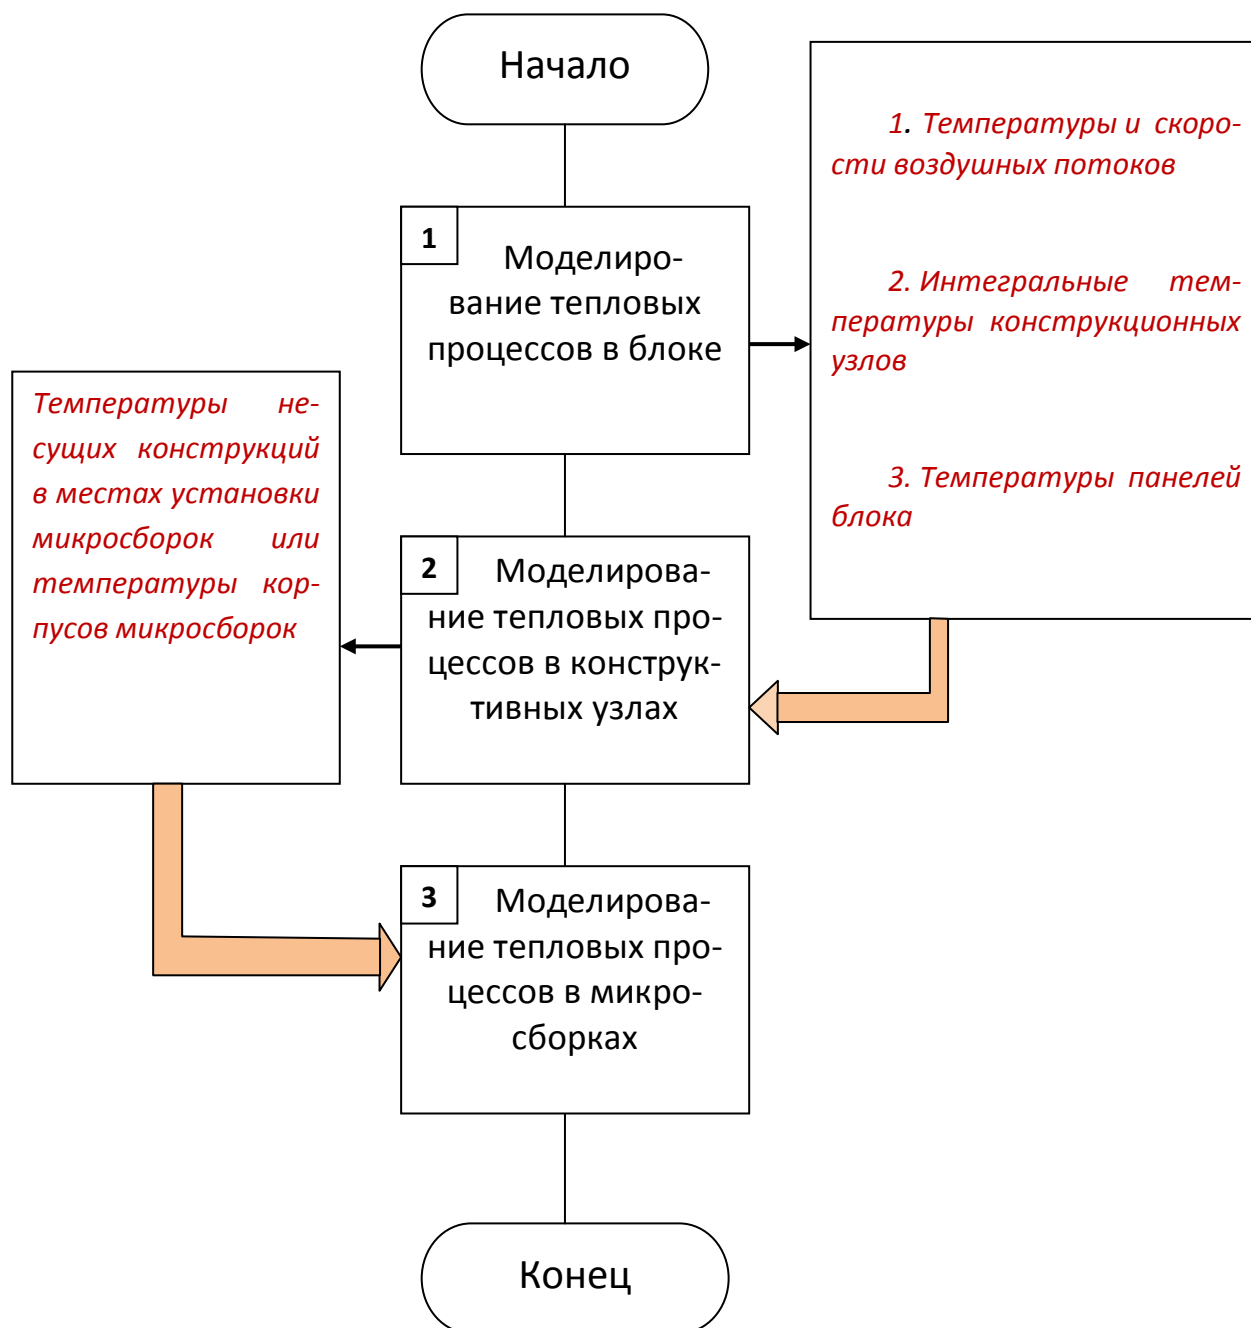 Начало
1. Температуры и скоро-
сти воздушных потоков
2. Интегральные тем-
пературы конструкционных
узлов
3. Температуры панелей
блока
1
Моделиро-
вание тепловых
процессов в блоке
Температуры не-
сущих конструкций
в местах установки
микросборок или
температуры кор-
пусов микросборок
2
Моделирова-
ние тепловых про-
цессов в конструк-
тивных узлах
3
Моделирова-
ние тепловых про-
цессов в микро-
сборках
Конец